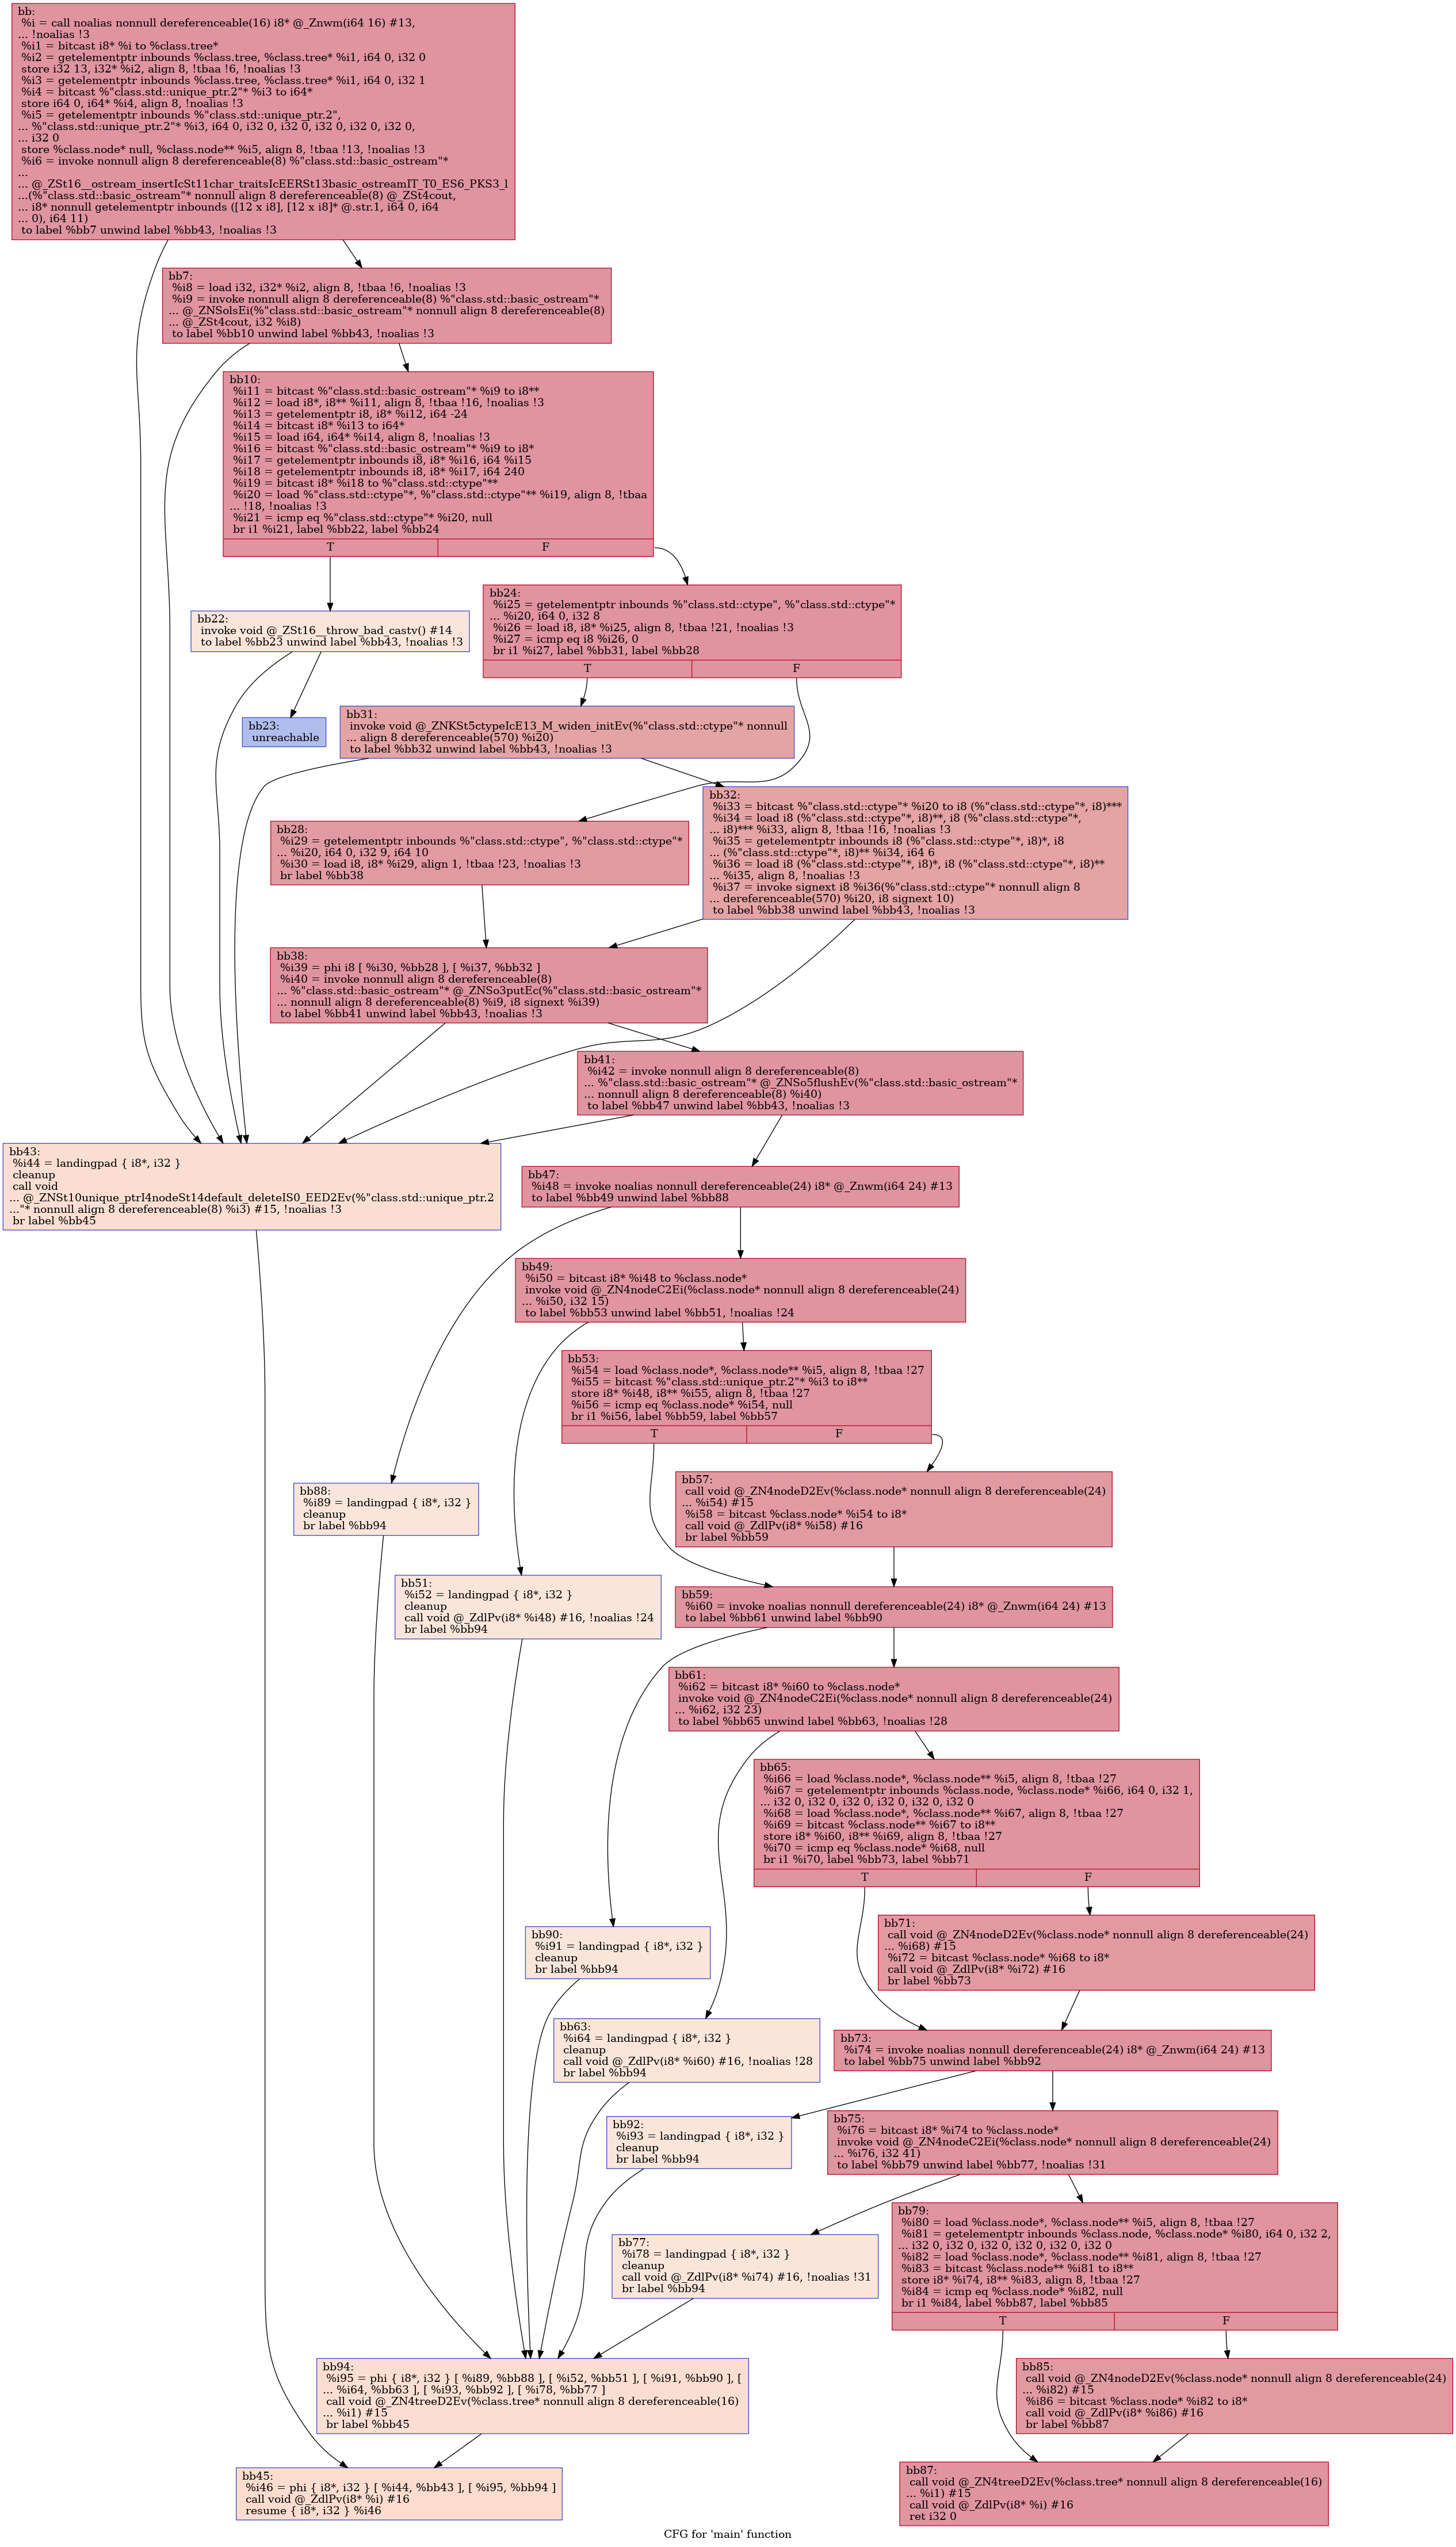 bb:
%i = call noalias nonnull dereferenceable(16) i8* @_Znwm(i64 16) #13,
... !noalias !3
%i1 = bitcast i8* %i to %class.tree*
%i2 = getelementptr inbounds %class.tree, %class.tree* %i1, i64 0, i32 0
store i32 13, i32* %i2, align 8, !tbaa !6, !noalias !3
%i3 = getelementptr inbounds %class.tree, %class.tree* %i1, i64 0, i32 1
%i4 = bitcast %"class.std::unique_ptr.2"* %i3 to i64*
store i64 0, i64* %i4, align 8, !noalias !3
%i5 = getelementptr inbounds %"class.std::unique_ptr.2",
... %"class.std::unique_ptr.2"* %i3, i64 0, i32 0, i32 0, i32 0, i32 0, i32 0,
... i32 0
store %class.node* null, %class.node** %i5, align 8, !tbaa !13, !noalias !3
%i6 = invoke nonnull align 8 dereferenceable(8) %"class.std::basic_ostream"*
...
... @_ZSt16__ostream_insertIcSt11char_traitsIcEERSt13basic_ostreamIT_T0_ES6_PKS3_l
...(%"class.std::basic_ostream"* nonnull align 8 dereferenceable(8) @_ZSt4cout,
... i8* nonnull getelementptr inbounds ([12 x i8], [12 x i8]* @.str.1, i64 0, i64
... 0), i64 11)
to label %bb7 unwind label %bb43, !noalias !3
bb7:
%i8 = load i32, i32* %i2, align 8, !tbaa !6, !noalias !3
%i9 = invoke nonnull align 8 dereferenceable(8) %"class.std::basic_ostream"*
... @_ZNSolsEi(%"class.std::basic_ostream"* nonnull align 8 dereferenceable(8)
... @_ZSt4cout, i32 %i8)
to label %bb10 unwind label %bb43, !noalias !3
bb10:
%i11 = bitcast %"class.std::basic_ostream"* %i9 to i8**
%i12 = load i8*, i8** %i11, align 8, !tbaa !16, !noalias !3
%i13 = getelementptr i8, i8* %i12, i64 -24
%i14 = bitcast i8* %i13 to i64*
%i15 = load i64, i64* %i14, align 8, !noalias !3
%i16 = bitcast %"class.std::basic_ostream"* %i9 to i8*
%i17 = getelementptr inbounds i8, i8* %i16, i64 %i15
%i18 = getelementptr inbounds i8, i8* %i17, i64 240
%i19 = bitcast i8* %i18 to %"class.std::ctype"**
%i20 = load %"class.std::ctype"*, %"class.std::ctype"** %i19, align 8, !tbaa
... !18, !noalias !3
%i21 = icmp eq %"class.std::ctype"* %i20, null
br i1 %i21, label %bb22, label %bb24
T F
bb22:
invoke void @_ZSt16__throw_bad_castv() #14
to label %bb23 unwind label %bb43, !noalias !3
bb24:
%i25 = getelementptr inbounds %"class.std::ctype", %"class.std::ctype"*
... %i20, i64 0, i32 8
%i26 = load i8, i8* %i25, align 8, !tbaa !21, !noalias !3
%i27 = icmp eq i8 %i26, 0
br i1 %i27, label %bb31, label %bb28
T F
bb23:
unreachable
bb31:
invoke void @_ZNKSt5ctypeIcE13_M_widen_initEv(%"class.std::ctype"* nonnull
... align 8 dereferenceable(570) %i20)
to label %bb32 unwind label %bb43, !noalias !3
bb32:
%i33 = bitcast %"class.std::ctype"* %i20 to i8 (%"class.std::ctype"*, i8)***
%i34 = load i8 (%"class.std::ctype"*, i8)**, i8 (%"class.std::ctype"*,
... i8)*** %i33, align 8, !tbaa !16, !noalias !3
%i35 = getelementptr inbounds i8 (%"class.std::ctype"*, i8)*, i8
... (%"class.std::ctype"*, i8)** %i34, i64 6
%i36 = load i8 (%"class.std::ctype"*, i8)*, i8 (%"class.std::ctype"*, i8)**
... %i35, align 8, !noalias !3
%i37 = invoke signext i8 %i36(%"class.std::ctype"* nonnull align 8
... dereferenceable(570) %i20, i8 signext 10)
to label %bb38 unwind label %bb43, !noalias !3
bb28:
%i29 = getelementptr inbounds %"class.std::ctype", %"class.std::ctype"*
... %i20, i64 0, i32 9, i64 10
%i30 = load i8, i8* %i29, align 1, !tbaa !23, !noalias !3
br label %bb38
bb38:
%i39 = phi i8 [ %i30, %bb28 ], [ %i37, %bb32 ]
%i40 = invoke nonnull align 8 dereferenceable(8)
... %"class.std::basic_ostream"* @_ZNSo3putEc(%"class.std::basic_ostream"*
... nonnull align 8 dereferenceable(8) %i9, i8 signext %i39)
to label %bb41 unwind label %bb43, !noalias !3
bb41:
%i42 = invoke nonnull align 8 dereferenceable(8)
... %"class.std::basic_ostream"* @_ZNSo5flushEv(%"class.std::basic_ostream"*
... nonnull align 8 dereferenceable(8) %i40)
to label %bb47 unwind label %bb43, !noalias !3
bb43:
%i44 = landingpad { i8*, i32 }
cleanup
call void
... @_ZNSt10unique_ptrI4nodeSt14default_deleteIS0_EED2Ev(%"class.std::unique_ptr.2
..."* nonnull align 8 dereferenceable(8) %i3) #15, !noalias !3
br label %bb45
bb47:
%i48 = invoke noalias nonnull dereferenceable(24) i8* @_Znwm(i64 24) #13
to label %bb49 unwind label %bb88
bb49:
%i50 = bitcast i8* %i48 to %class.node*
invoke void @_ZN4nodeC2Ei(%class.node* nonnull align 8 dereferenceable(24)
... %i50, i32 15)
to label %bb53 unwind label %bb51, !noalias !24
bb53:
%i54 = load %class.node*, %class.node** %i5, align 8, !tbaa !27
%i55 = bitcast %"class.std::unique_ptr.2"* %i3 to i8**
store i8* %i48, i8** %i55, align 8, !tbaa !27
%i56 = icmp eq %class.node* %i54, null
br i1 %i56, label %bb59, label %bb57
T F
bb57:
call void @_ZN4nodeD2Ev(%class.node* nonnull align 8 dereferenceable(24)
... %i54) #15
%i58 = bitcast %class.node* %i54 to i8*
call void @_ZdlPv(i8* %i58) #16
br label %bb59
bb88:
%i89 = landingpad { i8*, i32 }
cleanup
br label %bb94
bb51:
%i52 = landingpad { i8*, i32 }
cleanup
call void @_ZdlPv(i8* %i48) #16, !noalias !24
br label %bb94
bb59:
%i60 = invoke noalias nonnull dereferenceable(24) i8* @_Znwm(i64 24) #13
to label %bb61 unwind label %bb90
bb61:
%i62 = bitcast i8* %i60 to %class.node*
invoke void @_ZN4nodeC2Ei(%class.node* nonnull align 8 dereferenceable(24)
... %i62, i32 23)
to label %bb65 unwind label %bb63, !noalias !28
bb65:
%i66 = load %class.node*, %class.node** %i5, align 8, !tbaa !27
%i67 = getelementptr inbounds %class.node, %class.node* %i66, i64 0, i32 1,
... i32 0, i32 0, i32 0, i32 0, i32 0, i32 0
%i68 = load %class.node*, %class.node** %i67, align 8, !tbaa !27
%i69 = bitcast %class.node** %i67 to i8**
store i8* %i60, i8** %i69, align 8, !tbaa !27
%i70 = icmp eq %class.node* %i68, null
br i1 %i70, label %bb73, label %bb71
T F
bb71:
call void @_ZN4nodeD2Ev(%class.node* nonnull align 8 dereferenceable(24)
... %i68) #15
%i72 = bitcast %class.node* %i68 to i8*
call void @_ZdlPv(i8* %i72) #16
br label %bb73
bb90:
%i91 = landingpad { i8*, i32 }
cleanup
br label %bb94
bb63:
%i64 = landingpad { i8*, i32 }
cleanup
call void @_ZdlPv(i8* %i60) #16, !noalias !28
br label %bb94
bb73:
%i74 = invoke noalias nonnull dereferenceable(24) i8* @_Znwm(i64 24) #13
to label %bb75 unwind label %bb92
bb92:
%i93 = landingpad { i8*, i32 }
cleanup
br label %bb94
bb75:
%i76 = bitcast i8* %i74 to %class.node*
invoke void @_ZN4nodeC2Ei(%class.node* nonnull align 8 dereferenceable(24)
... %i76, i32 41)
to label %bb79 unwind label %bb77, !noalias !31
bb79:
%i80 = load %class.node*, %class.node** %i5, align 8, !tbaa !27
%i81 = getelementptr inbounds %class.node, %class.node* %i80, i64 0, i32 2,
... i32 0, i32 0, i32 0, i32 0, i32 0, i32 0
%i82 = load %class.node*, %class.node** %i81, align 8, !tbaa !27
%i83 = bitcast %class.node** %i81 to i8**
store i8* %i74, i8** %i83, align 8, !tbaa !27
%i84 = icmp eq %class.node* %i82, null
br i1 %i84, label %bb87, label %bb85
T F
bb77:
%i78 = landingpad { i8*, i32 }
cleanup
call void @_ZdlPv(i8* %i74) #16, !noalias !31
br label %bb94
bb94:
%i95 = phi { i8*, i32 } [ %i89, %bb88 ], [ %i52, %bb51 ], [ %i91, %bb90 ], [
... %i64, %bb63 ], [ %i93, %bb92 ], [ %i78, %bb77 ]
call void @_ZN4treeD2Ev(%class.tree* nonnull align 8 dereferenceable(16)
... %i1) #15
br label %bb45
bb85:
call void @_ZN4nodeD2Ev(%class.node* nonnull align 8 dereferenceable(24)
... %i82) #15
%i86 = bitcast %class.node* %i82 to i8*
call void @_ZdlPv(i8* %i86) #16
br label %bb87
bb45:
%i46 = phi { i8*, i32 } [ %i44, %bb43 ], [ %i95, %bb94 ]
call void @_ZdlPv(i8* %i) #16
resume { i8*, i32 } %i46
bb87:
call void @_ZN4treeD2Ev(%class.tree* nonnull align 8 dereferenceable(16)
... %i1) #15
call void @_ZdlPv(i8* %i) #16
ret i32 0
CFG for 'main' function